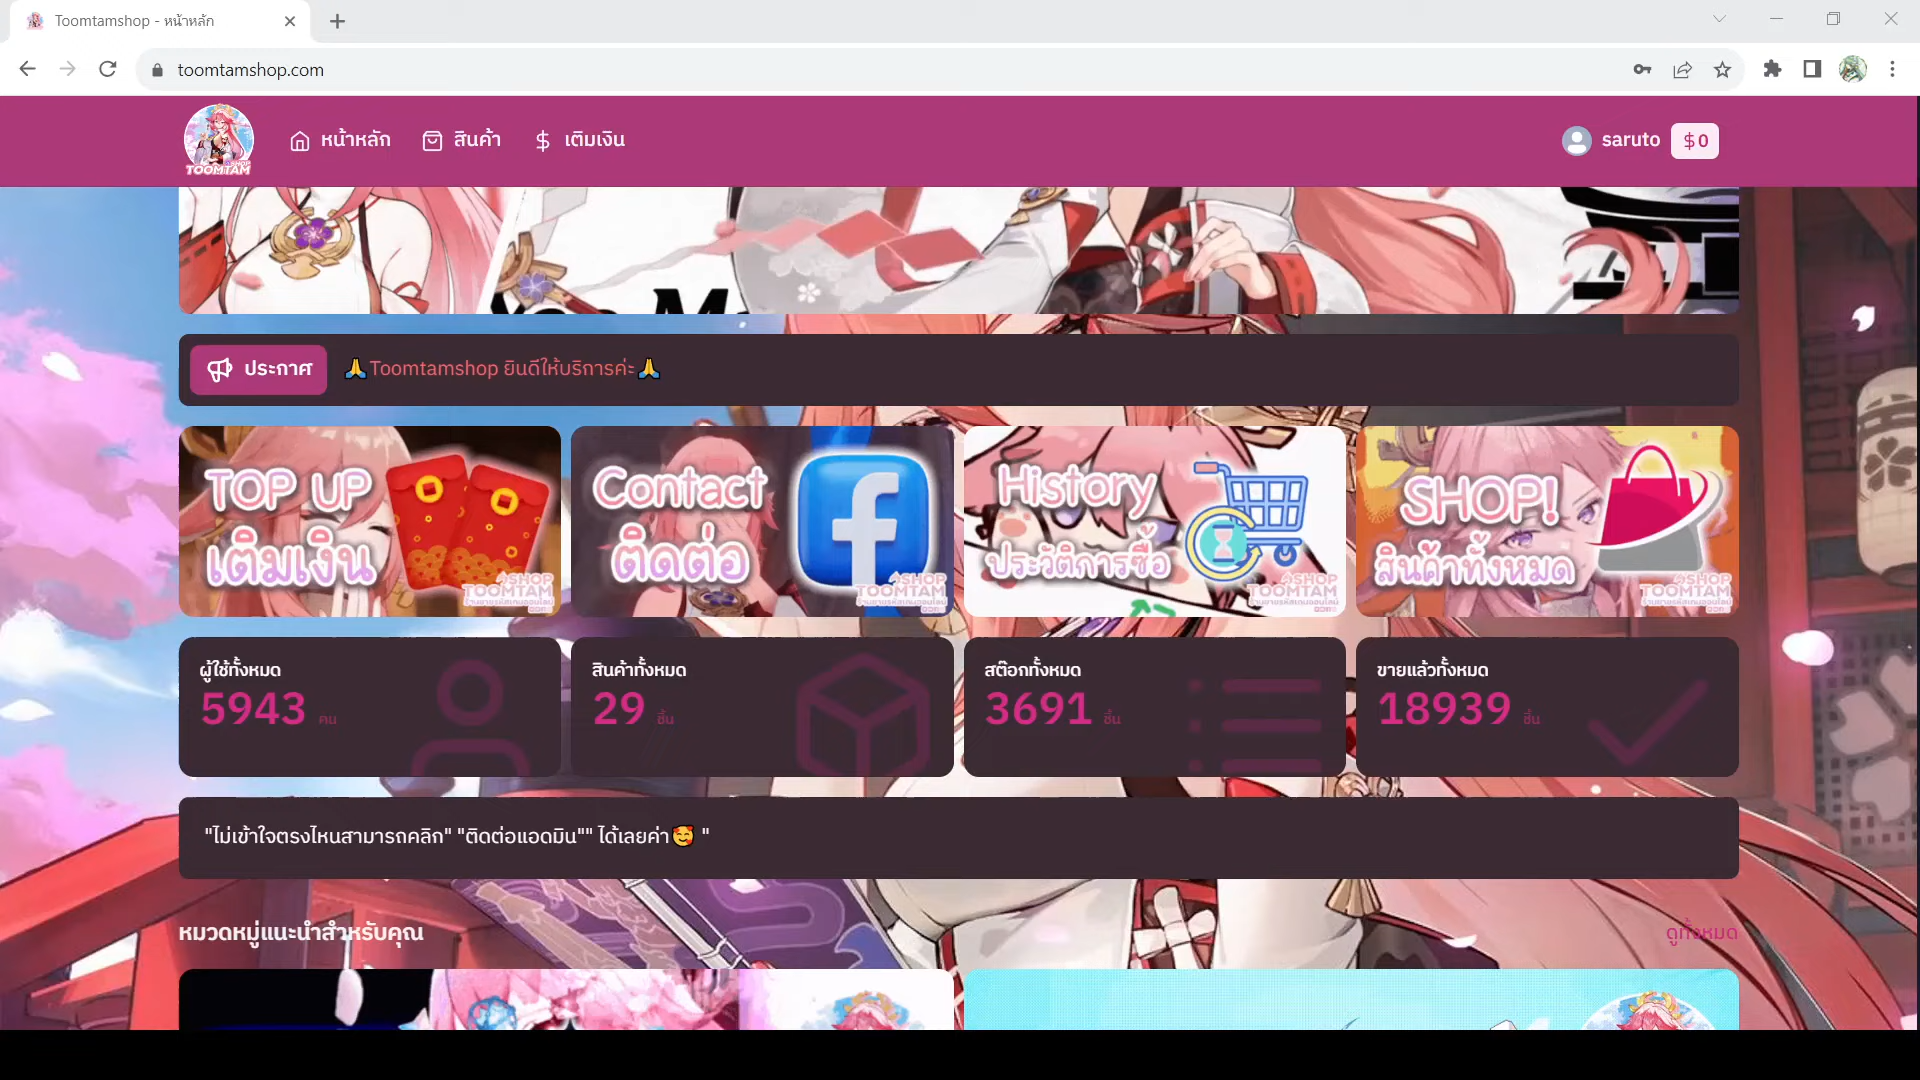 Toomtamshop - หน้าหลัก
toomtamshop.com
TOOMTAM SHOP
หน้าหลัก
สินค้า
เติมเงิน
saruto
$0
ประกาศ
🙏Toomtamshop ยินดีให้บริการค่ะ🙏
TOP UP
เติมเงิน
SHOP
TOOMTAM
Contact
ติดต่อ
SHOP
TOOMTAM
History
ประวัติการซื้อ
SHOP
TOOMTAM
SHOP!
สินค้าทั้งหมด
SHOP
TOOMTAM
ผู้ใช้ทั้งหมด
5943 คน
สินค้าทั้งหมด
29 ชิ้น
สต๊อกทั้งหมด
3691 ชิ้น
ขายแล้วทั้งหมด
18939 ชิ้น
"ไม่เข้าใจตรงไหนสามารถคลิก" "ติดต่อแอดมิน"" ได้เลยค่า🥰 "
หมวดหมู่แนะนำสำหรับคุณ
ดูทั้งหมด